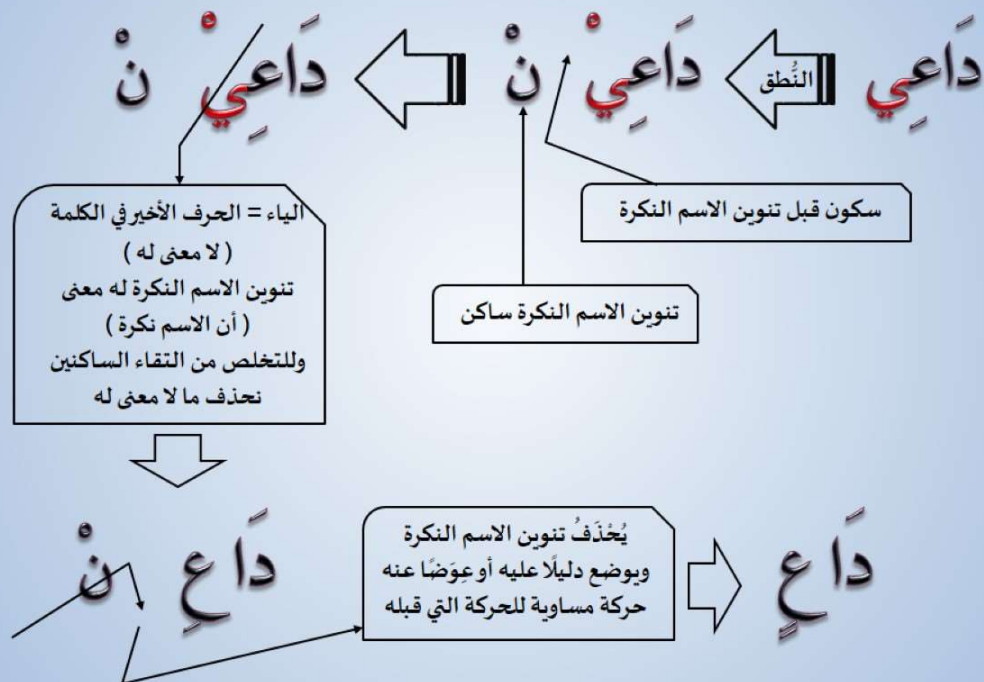 دَاعِي
النُّطق
دَاعِيْ نْ
دَاعِيْ نْ
سكون قبل تنوين الاسم النكرة
تنوين الاسم النكرة ساكن
الياء = الحرف الأخير في الكلمة
( لا معنى له )
تنوين الاسم النكرة له معنى
( أن الاسم نكرة )
وللتخلص من التقاء الساكنين
نحذف ما لا معنى له
دَاعِ نْ
يُحْذَفُ تنوين الاسم النكرة
ويوضع دليلًا عليه أو عِوَضًا عنه
حركة مساوية للحركة التي قبله
دَاعٍ